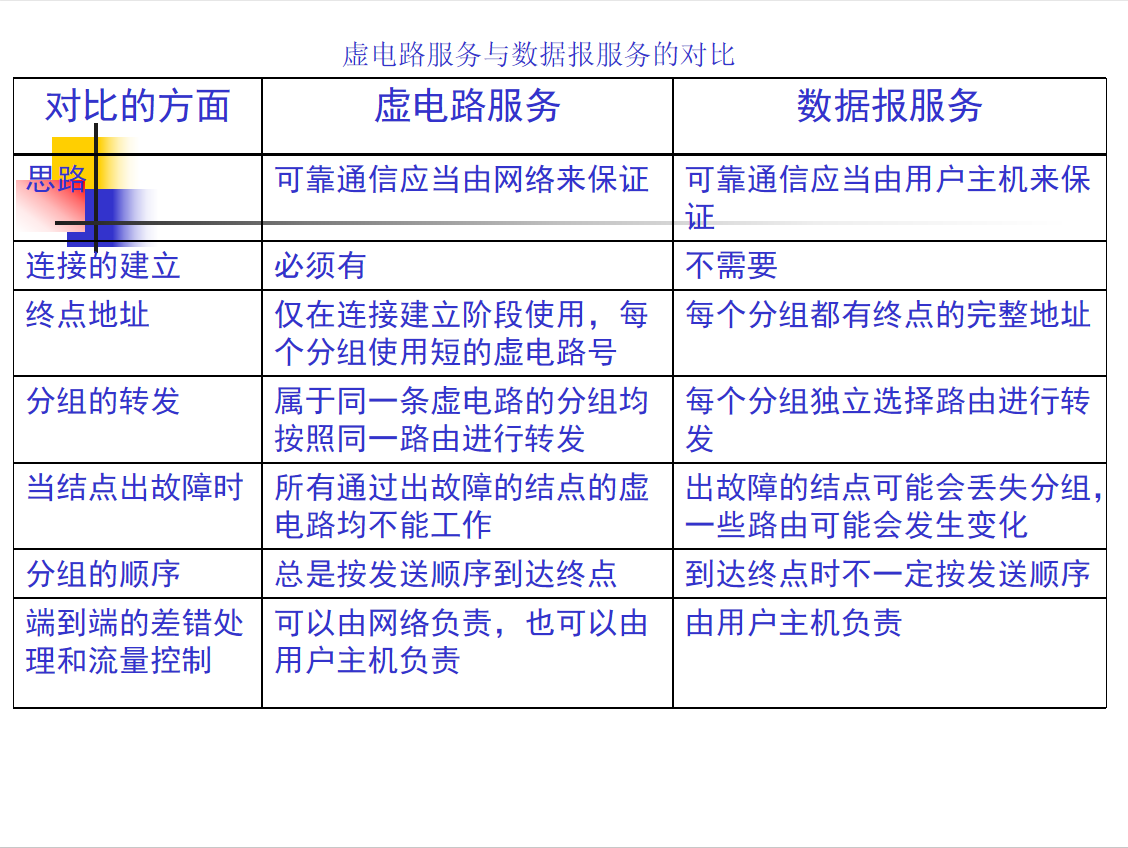 虚电路服务与数据报服务的对比
对比的方面 虚电路服务 数据报服务
思路 可靠通信应当由网络来保证 可靠通信应当由用户主机来保
证
连接的建立 必须有 不需要
终点地址 仅在连接建立阶段使用，每 每个分组都有终点的完整地址
个分组使用短的虚电路号
分组的转发 属于同一条虚电路的分组均 每个分组独立选择路由进行转
按照同一路由进行转发 发
当结点出故障时 所有通过出故障的结点的虚 出故障的结点可能会丢失分组，
电路均不能工作 一些路由可能会发生变化
分组的顺序 总是按发送顺序到达终点 到达终点时不一定按发送顺序
端到端的差错处 可以由网络负责，也可以由 由用户主机负责
理和流量控制 用户主机负责